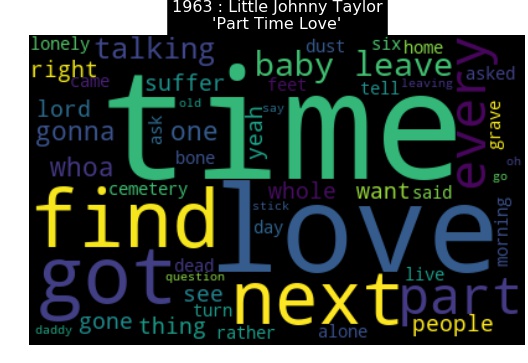 1963 : Little Johnny Taylor
'Part Time Love'
lonely talking dust six home every
right came suffer baby leave asked
tell leaving
lord old feet
gonna ask one yeah say time grave
whoa bone oh
cemetery whole want said go
find love stick day morning
got dead question next live part
see turn
daddy gone thing rather alone people